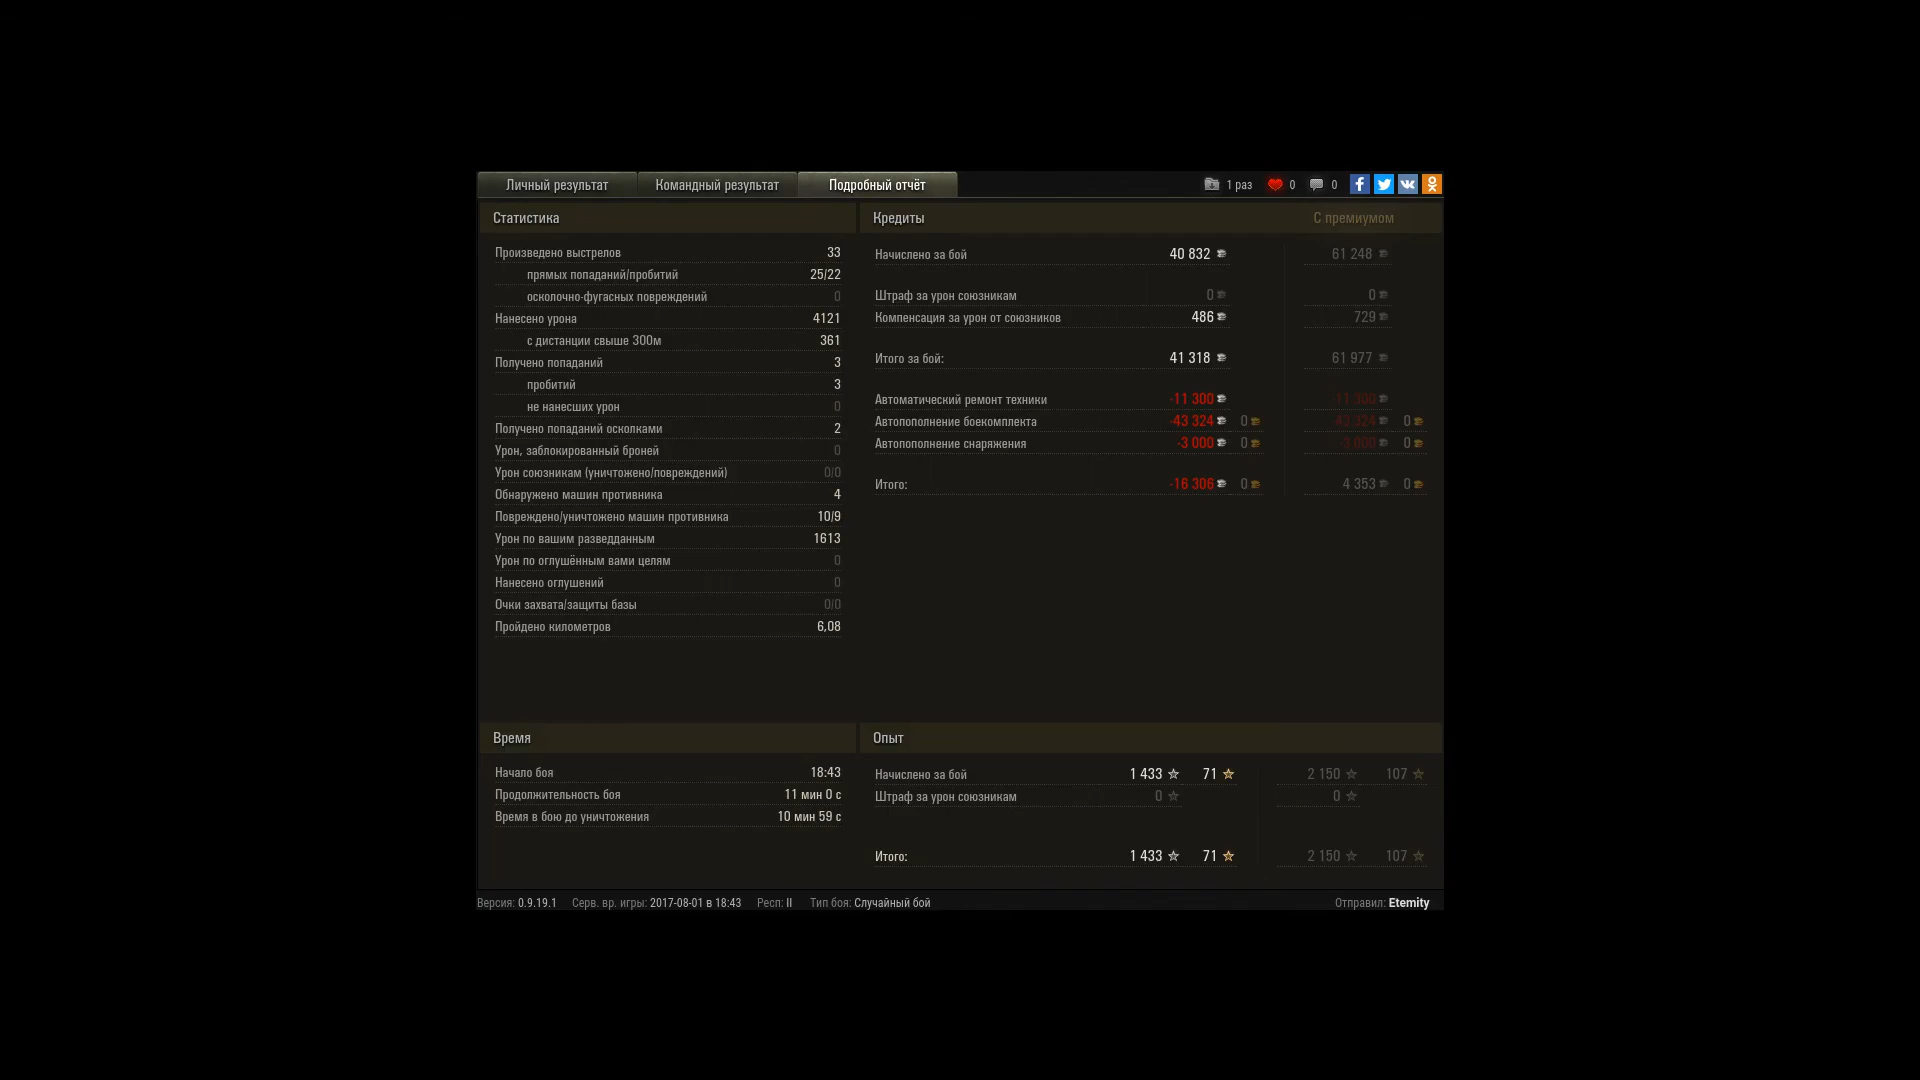 Личный результат Командный результат Подробный отчёт 1 раз 0 0
Статистика
Произведено выстрелов 33
прямых попаданий/пробитий 25/22
осколочно-фугасных повреждений 0
Нанесено урона 4121
с дистанции свыше 300м 361
Получено попаданий 3
пробитий 3
не нанесших урон 0
Получено попаданий осколками 2
Урон, заблокированный броней 0
Урон союзникам (уничтожено/повреждений) 0/0
Обнаружено машин противника 4
Повреждено/уничтожено машин противника 10/9
Урон по вашим разведданным 1613
Урон по оглушённым вами целям 0
Нанесено оглушений 0
Очки захвата/защиты базы 0/0
Пройдено километров 6,08
Кредиты С премиумом
Начислено за бой 40 832 61 248
Штраф за урон союзникам 0 0
Компенсация за урон от союзников 486 729
Итого за бой: 41 318 61 977
Автоматический ремонт техники -11 300 -11 300
Автопополнение боекомплекта -43 324 0 -43 324 0
Автопополнение снаряжения -3 000 0 -3 000 0
Итого: -16 306 0 4 353 0
Время
Начало боя 18:43
Продолжительность боя 11 мин 0 с
Время в бою до уничтожения 10 мин 59 с
Опыт
Начислено за бой 1 433 71 2 150 107
Штраф за урон союзникам 0 0
Итого: 1 433 71 2 150 107
Версия: 0.9.19.1 Серв. вр. игры: 2017-08-01 в 18:43 Респ: II Тип боя: Случайный бой Отправил: Etemity